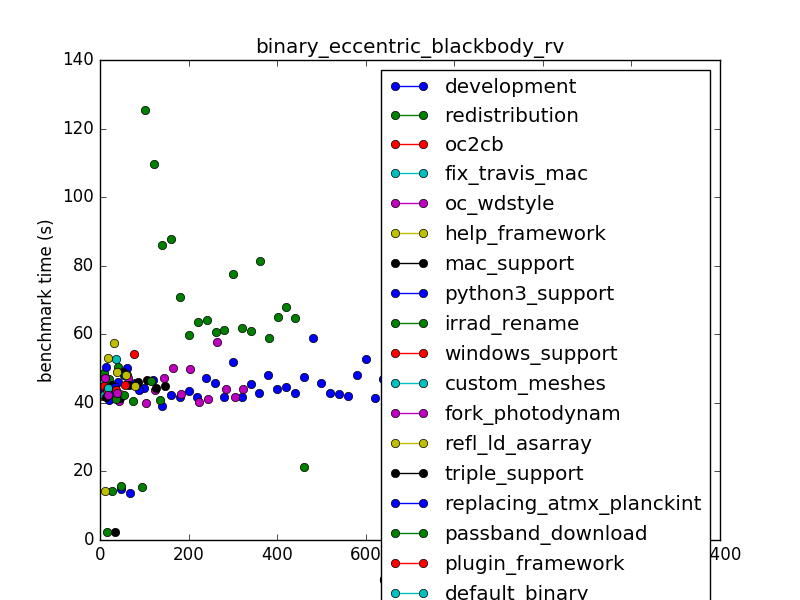 binary_eccentric_blackbody_rv
benchmark time (s)
140
120
100
80
60
40
20
0
0 200 400 600 400
development
redistribution
oc2cb
fix_travis_mac
oc_wdstyle
help_framework
mac_support
python3_support
irrad_rename
windows_support
custom_meshes
fork_photodynam
refl_ld_asarray
triple_support
replacing_atmx_planckint
passband_download
plugin_framework
default_binary